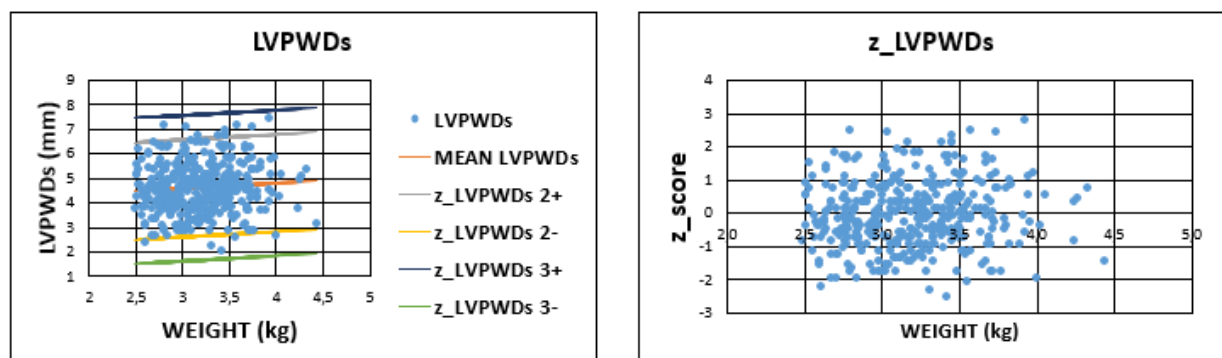 LVPWDs
LVPWDs (mm)
9
8
7
6
5
4
3
2
1
2 2,5 3 3,5 4 4,5 5
WEIGHT (kg)
LVPWDs
MEAN LVPWDs
z_LVPWDs 2+
z_LVPWDs 2-
z_LVPWDs 3+
z_LVPWDs 3-
z_LVPWDs
z_score
4
3
2
1
0
-1
-2
-3
2.0 2.5 3.0 3.5 4.0 4.5 5.0
WEIGHT (kg)